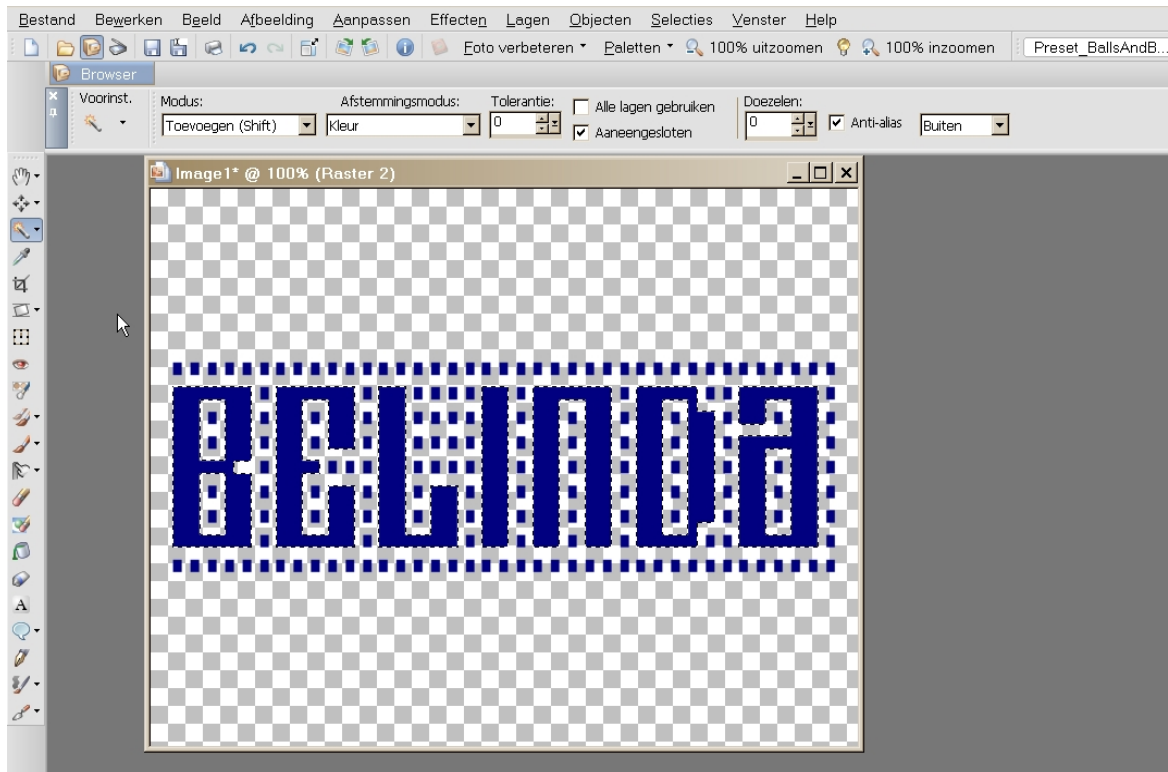 Bestand Bewerken Beeld Afbeelding Aanpassen Effecten Lagen Objecten Selecties Venster Help
Foto verbeteren Paletten 100% uitzoomen 100% inzoomen Preset_BallsAndB...
Browser
Voorinst. Modus: Afstemmingsmodus: Tolerantie: Alle lagen gebruiken Doezelen:
Toevoegen (Shift) Kleur 0 Aaneengesloten 0 Anti-alias Buiten
Image1* @ 100% (Raster 2)
BELINDA